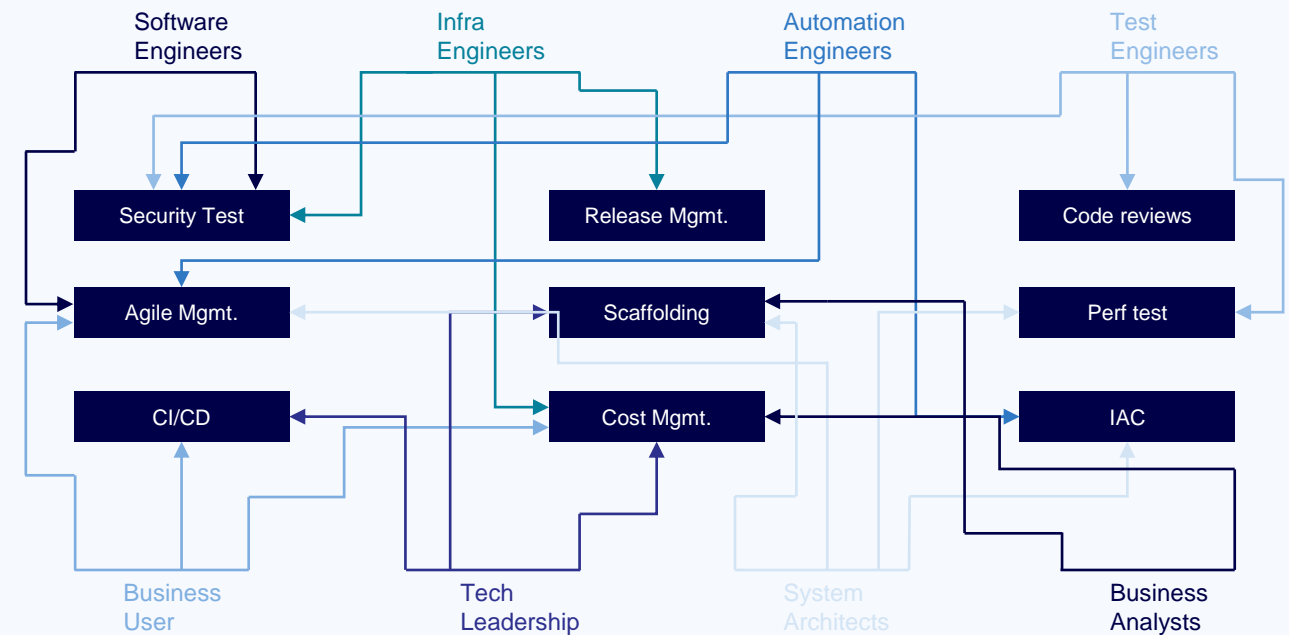 Software
Engineers
Infra
Engineers
Automation
Engineers
Test
Engineers
Security Test
Release Mgmt.
Code reviews
Agile Mgmt.
Scaffolding
Perf test
CI/CD
Cost Mgmt.
IAC
Business
User
Tech
Leadership
System
Architects
Business
Analysts